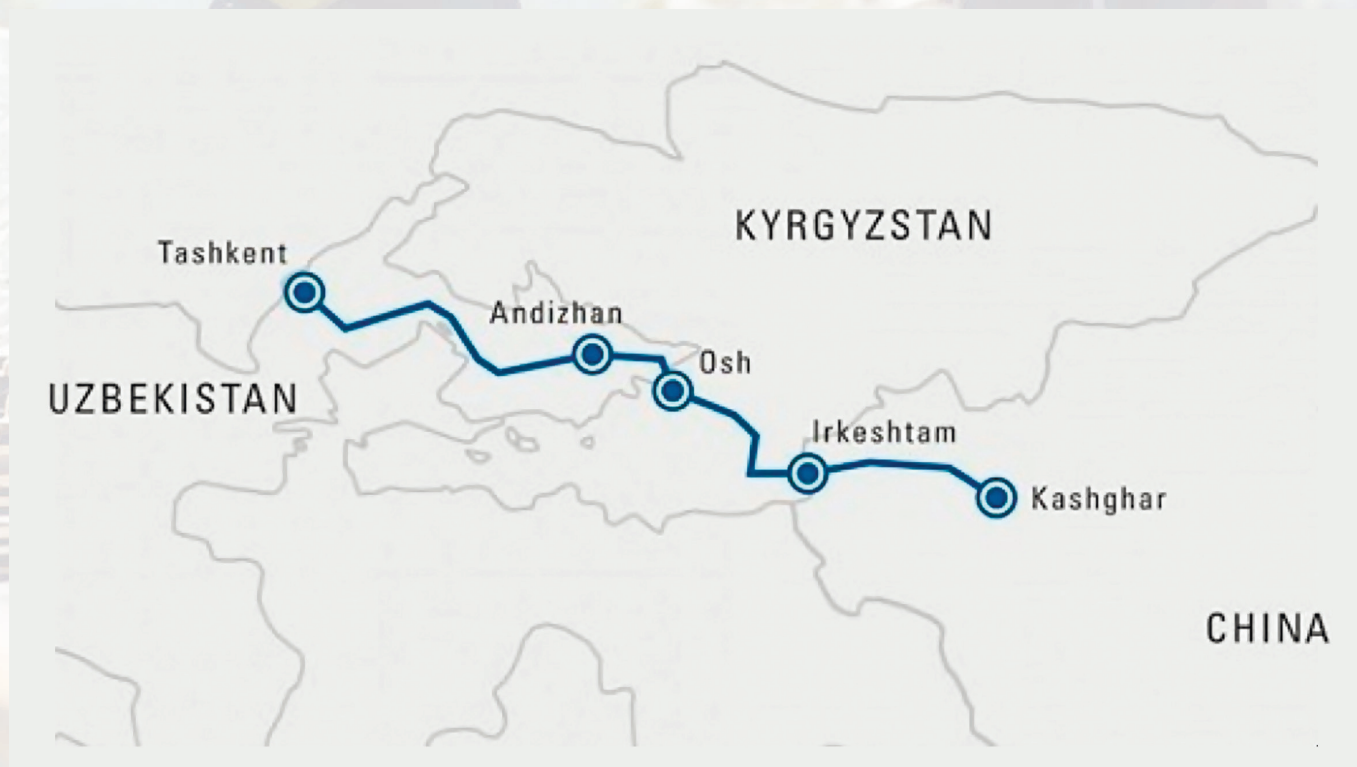 KYRGYZSTAN
Tashkent
Andizhan
Osh
UZBEKISTAN
Irkeshtam
Kashghar
CHINA